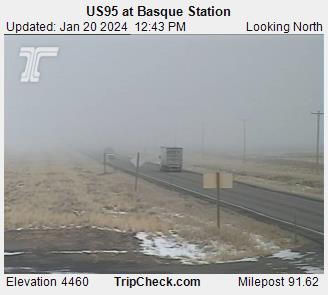 US95 at Basque Station
Updated: Jan 20 2024 12:43 PM Looking North
Elevation 4460 TripCheck.com Milepost 91.62